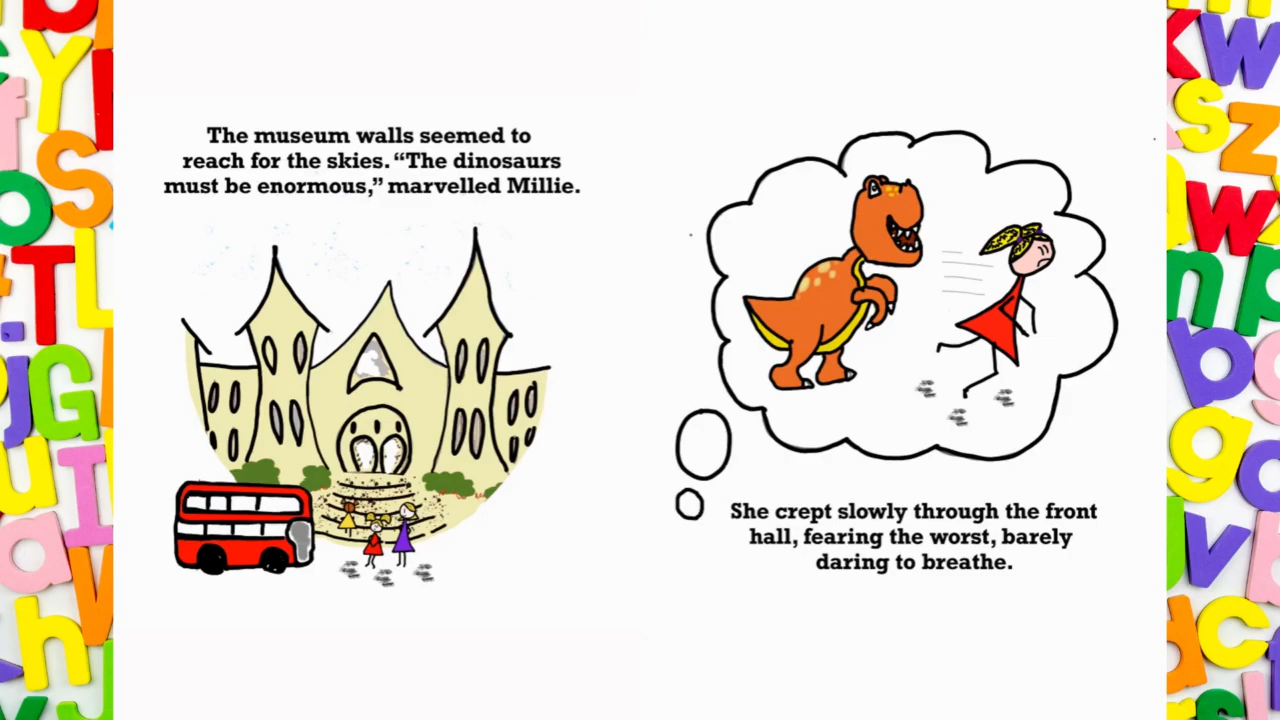 The museum walls seemed to
reach for the skies. “The dinosaurs
must be enormous,” marvelled Millie.
She crept slowly through the front
hall, fearing the worst, barely
daring to breathe.